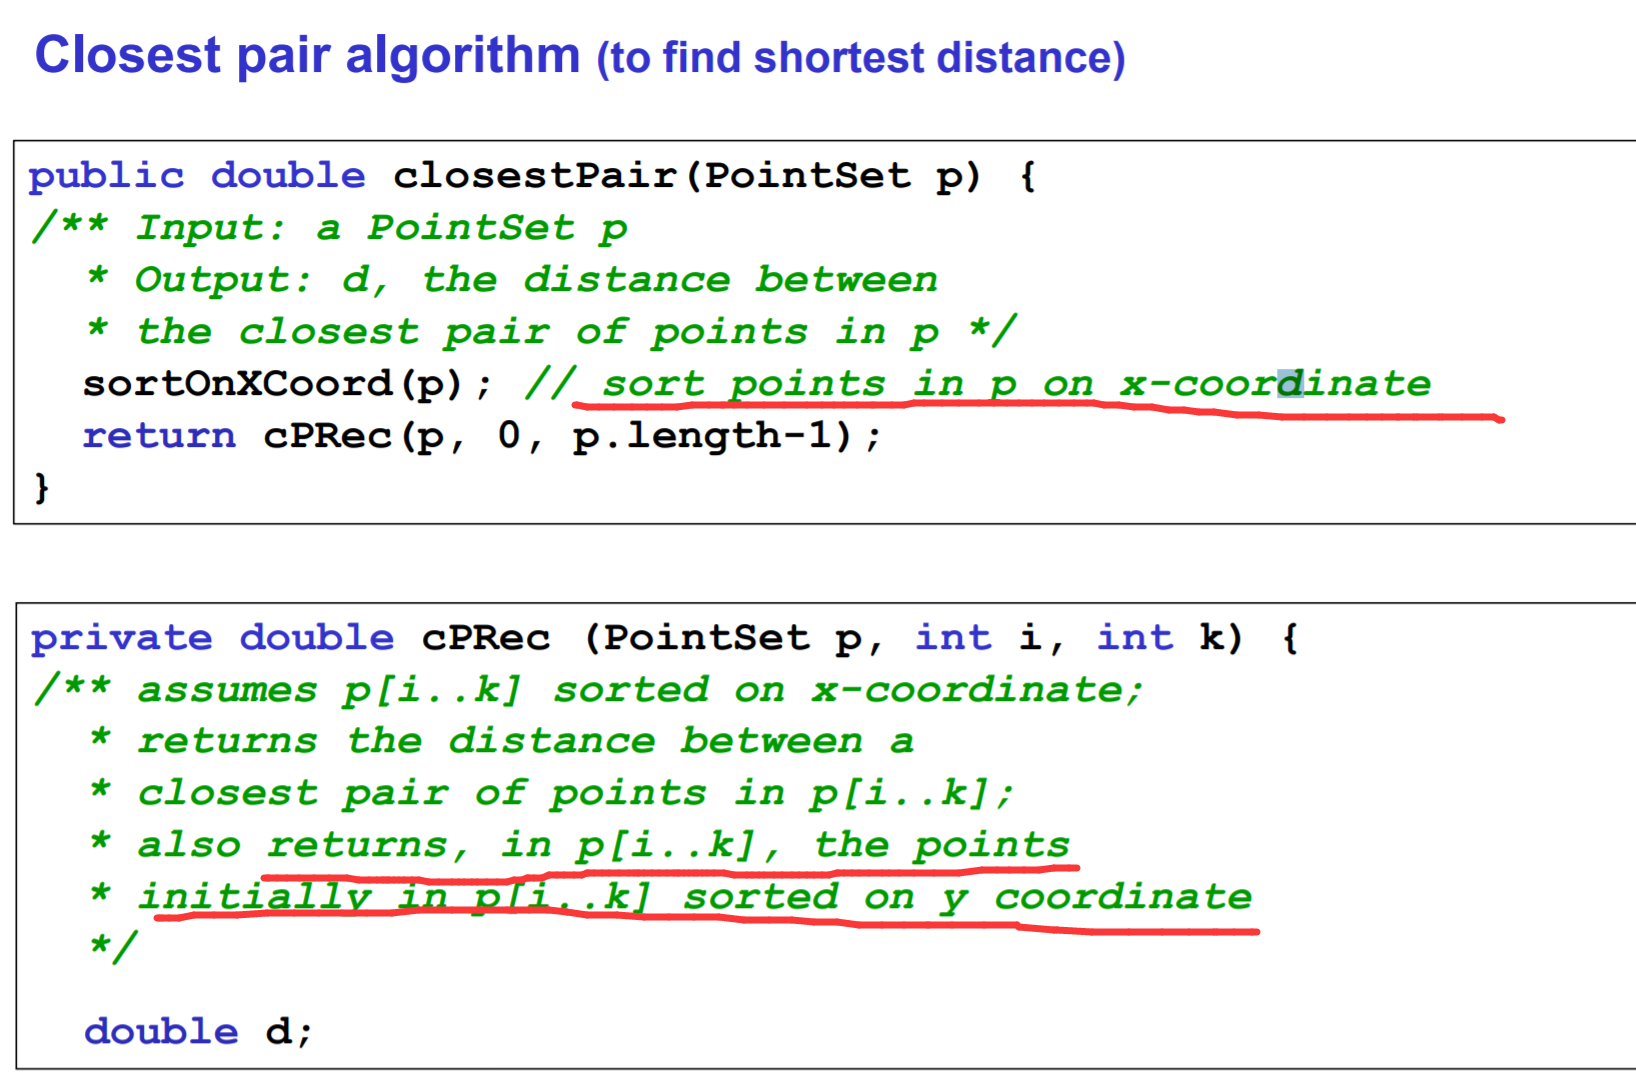 Closest pair algorithm (to find shortest distance)
public double closestPair(PointSet p) {
/** Input: a PointSet p
* Output: d, the distance between
* the closest pair of points in p */
sortOnXCoord(p); // sort points in p on x-coordinate
return cPRec(p, 0, p.length-1);
}
private double cPRec (PointSet p, int i, int k) {
/** assumes p[i..k] sorted on x-coordinate;
* returns the distance between a
* closest pair of points in p[i..k];
* also returns, in p[i..k], the points
* initially in p[i..k] sorted on y coordinate
*/
double d;